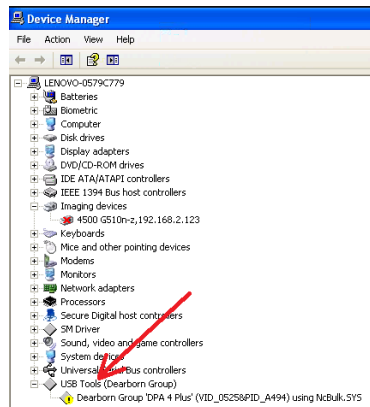 Device Manager
File Action View Help
LENOVO-0579C779
Batteries
Biometric
Computer
Disk drives
Display adapters
DVD/CD-ROM drives
IDE ATA/ATAPI controllers
IEEE 1394 Bus host controllers
Imaging devices
4500 G510n-z,192.168.2.123
Keyboards
Mice and other pointing devices
Modems
Monitors
Network adapters
Processors
Secure Digital host controllers
SM Driver
Sound, video and game controllers
System devices
Universal Serial Bus controllers
USB Tools (Dearborn Group)
Dearborn Group 'DPA 4 Plus' (VID_0525&PID_A494) using NcBulk.SYS